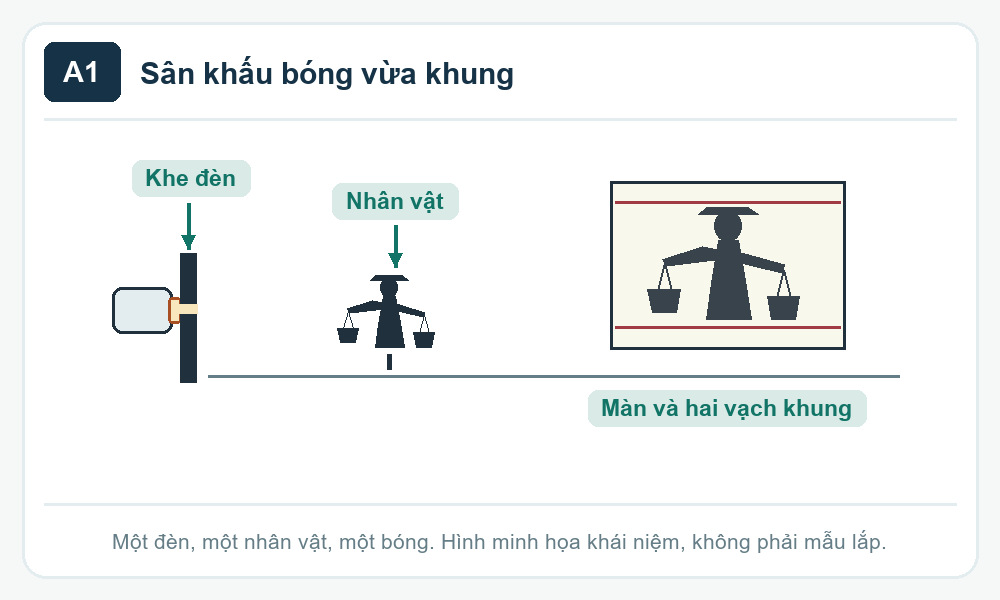 A1
Sân khấu bóng vừa khung
Khe đèn
Nhân vật
Màn và hai vạch khung
Một đèn, một nhân vật, một bóng. Hình minh họa khái niệm, không phải mẫu lắp.